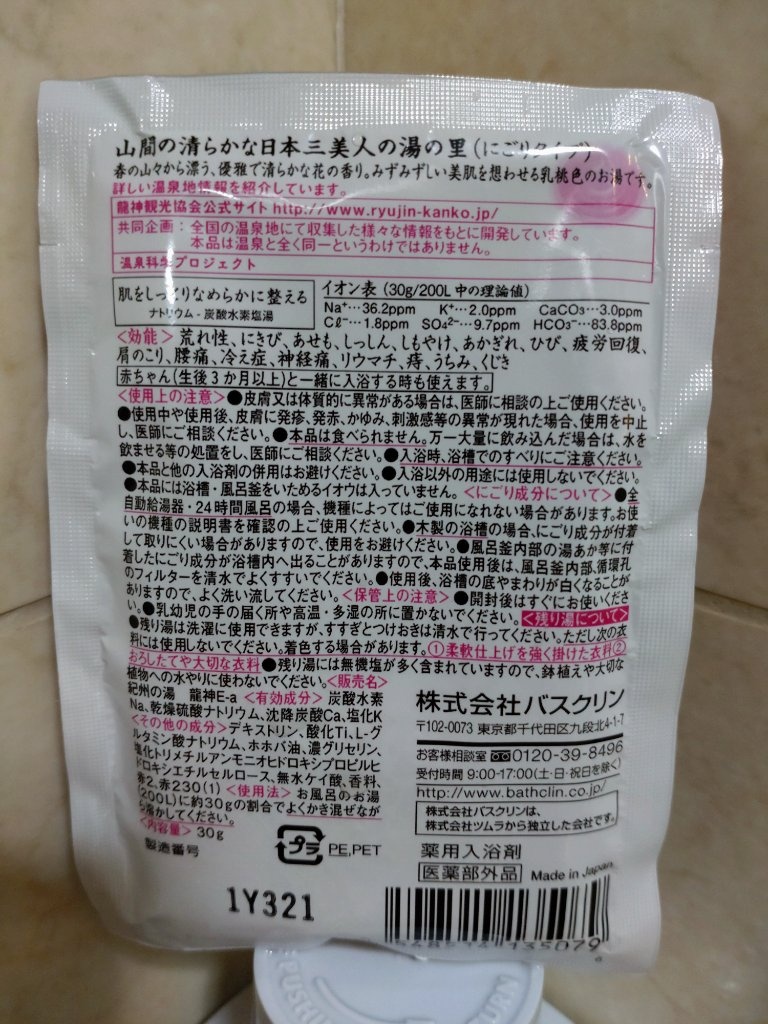 山間の清らかな日本三美人の湯の里(にごりタイプ)
春の山々から漂う、優雅で清らかな花の香り。みずみずしい美肌を想わせる乳桃色のお湯です。
詳しい温泉地情報を紹介しています。
龍神観光協会公式サイト http://www.ryujin-kanko.jp/
共同企画:全国の温泉地にて収集した様々な情報をもとに開発しています。
本品は温泉と全く同一というわけではありません。
温泉科学プロジェクト
肌をしっとりなめらかに整える
ナトリウム-炭酸水素塩湯
イオン表(30g/200L中の理論値)
Na⁺…36.2ppm K⁺…2.0ppm CaCO₃…3.0ppm
Cℓ⁻…1.8ppm SO₄²⁻…9.7ppm HCO₃⁻…83.8ppm
<効能> 荒れ性、にきび、あせも、しっしん、しもやけ、あかぎれ、ひび、疲労回復、
肩のこり、腰痛、冷え症、神経痛、リウマチ、痔、うちみ、くじき
赤ちゃん(生後3か月以上)と一緒に入浴する時も使えます。
<使用上の注意>●皮膚又は体質的に異常がある場合は、医師に相談の上ご使用ください。
●使用中や使用後、皮膚に発疹、発赤、かゆみ、刺激感等の異常が現れた場合、使用を中止
し、医師にご相談ください。●本品は食べられません。万一大量に飲み込んだ場合は、水を
飲ませる等の処置をし、医師にご相談ください。●入浴時、浴槽でのすべりにご注意ください。
●本品と他の入浴剤の併用はお避けください。●入浴以外の用途には使用しないでください。
●本品には浴槽・風呂釜をいためるイオウは入っていません。<にごり成分について>●全
自動給湯器・24時間風呂の場合、機種によってはご使用になれない場合があります。お使
いの機種の説明書を確認の上ご使用ください。●木製の浴槽の場合、にごり成分が付着
して取りにくい場合がありますので、使用をお避けください。●風呂釜内部の湯あか等に付
着したにごり成分が浴槽内へ出ることがありますので、本品使用後は、風呂釜内部、循環孔
のフィルターを清水でよくすすいでください。●使用後、浴槽の底やまわりが白くなることが
ありますので、よく洗い流してください。<保管上の注意>●開封後はすぐにお使いくださ
い。●乳幼児の手の届く所や高温・多湿の所に置かないでください。<残り湯について>
●残り湯は洗濯に使用できますが、すすぎとつけおきは清水で行ってください。ただし次の衣
料には使用しないでください。着色する場合があります。①柔軟仕上げを強く掛けた衣料②
おろしたてや大切な衣料●残り湯には無機塩が多く含まれていますので、鉢植えや大切な
植物への水やりに使わないでください。<販売名>
紀州の湯 龍神E-a <有効成分> 炭酸水素
Na、乾燥硫酸ナトリウム、沈降炭酸Ca、塩化K
<その他の成分>デキストリン、酸化Ti、L-グ
ルタミン酸ナトリウム、ホホバ油、濃グリセリン、
塩化トリメチルアンモニオヒドロキシプロピルヒ
ドロキシエチルセルロース、無水ケイ酸、香料、
赤2、赤230(1) <使用法> お風呂のお湯
(200L)に約30gの割合でよくかき混ぜなが
ら溶かしてください。
<内容量> 30g
製造番号
プラ PE,PET
1Y321
株式会社バスクリン
〒102-0073 東京都千代田区九段北4-1-7
お客様相談室 0120-39-8496
受付時間 9:00-17:00(土・日・祝日を除く)
http://www.bathclin.co.jp/
株式会社バスクリンは、
株式会社ツムラから独立した会社です。
薬用入浴剤
医薬部外品 Made in Japan